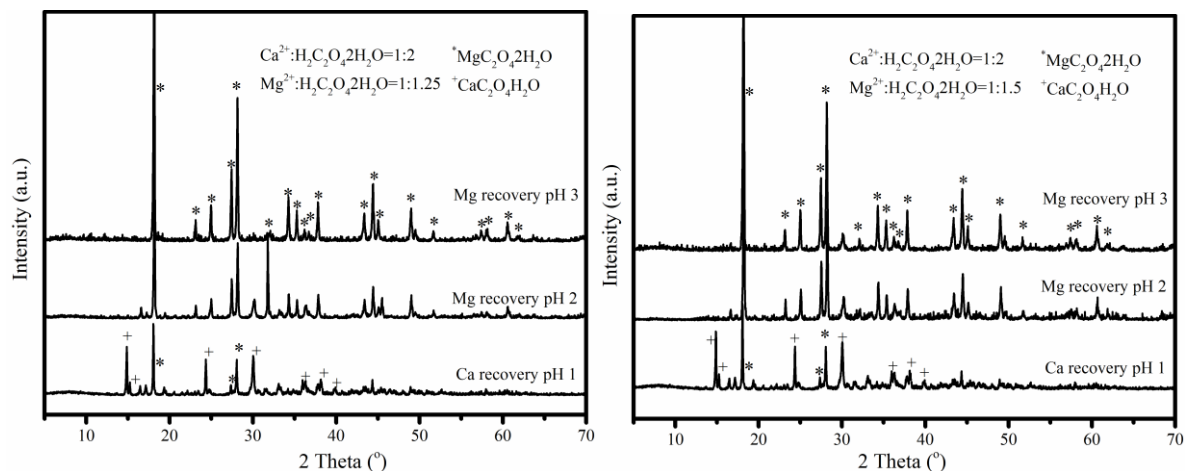 Ca²⁺:H₂C₂O₄2H₂O=1:2 *MgC₂O₄2H₂O
Mg²⁺:H₂C₂O₄2H₂O=1:1.25 ⁺CaC₂O₄H₂O
Intensity (a.u.)
Mg recovery pH 3
Mg recovery pH 2
Ca recovery pH 1
10 20 30 40 50 60 70
2 Theta (°)
Ca²⁺:H₂C₂O₄2H₂O=1:2 *MgC₂O₄2H₂O
Mg²⁺:H₂C₂O₄2H₂O=1:1.5 ⁺CaC₂O₄H₂O
Intensity (a.u.)
Mg recovery pH 3
Mg recovery pH 2
Ca recovery pH 1
10 20 30 40 50 60 70
2 Theta (°)